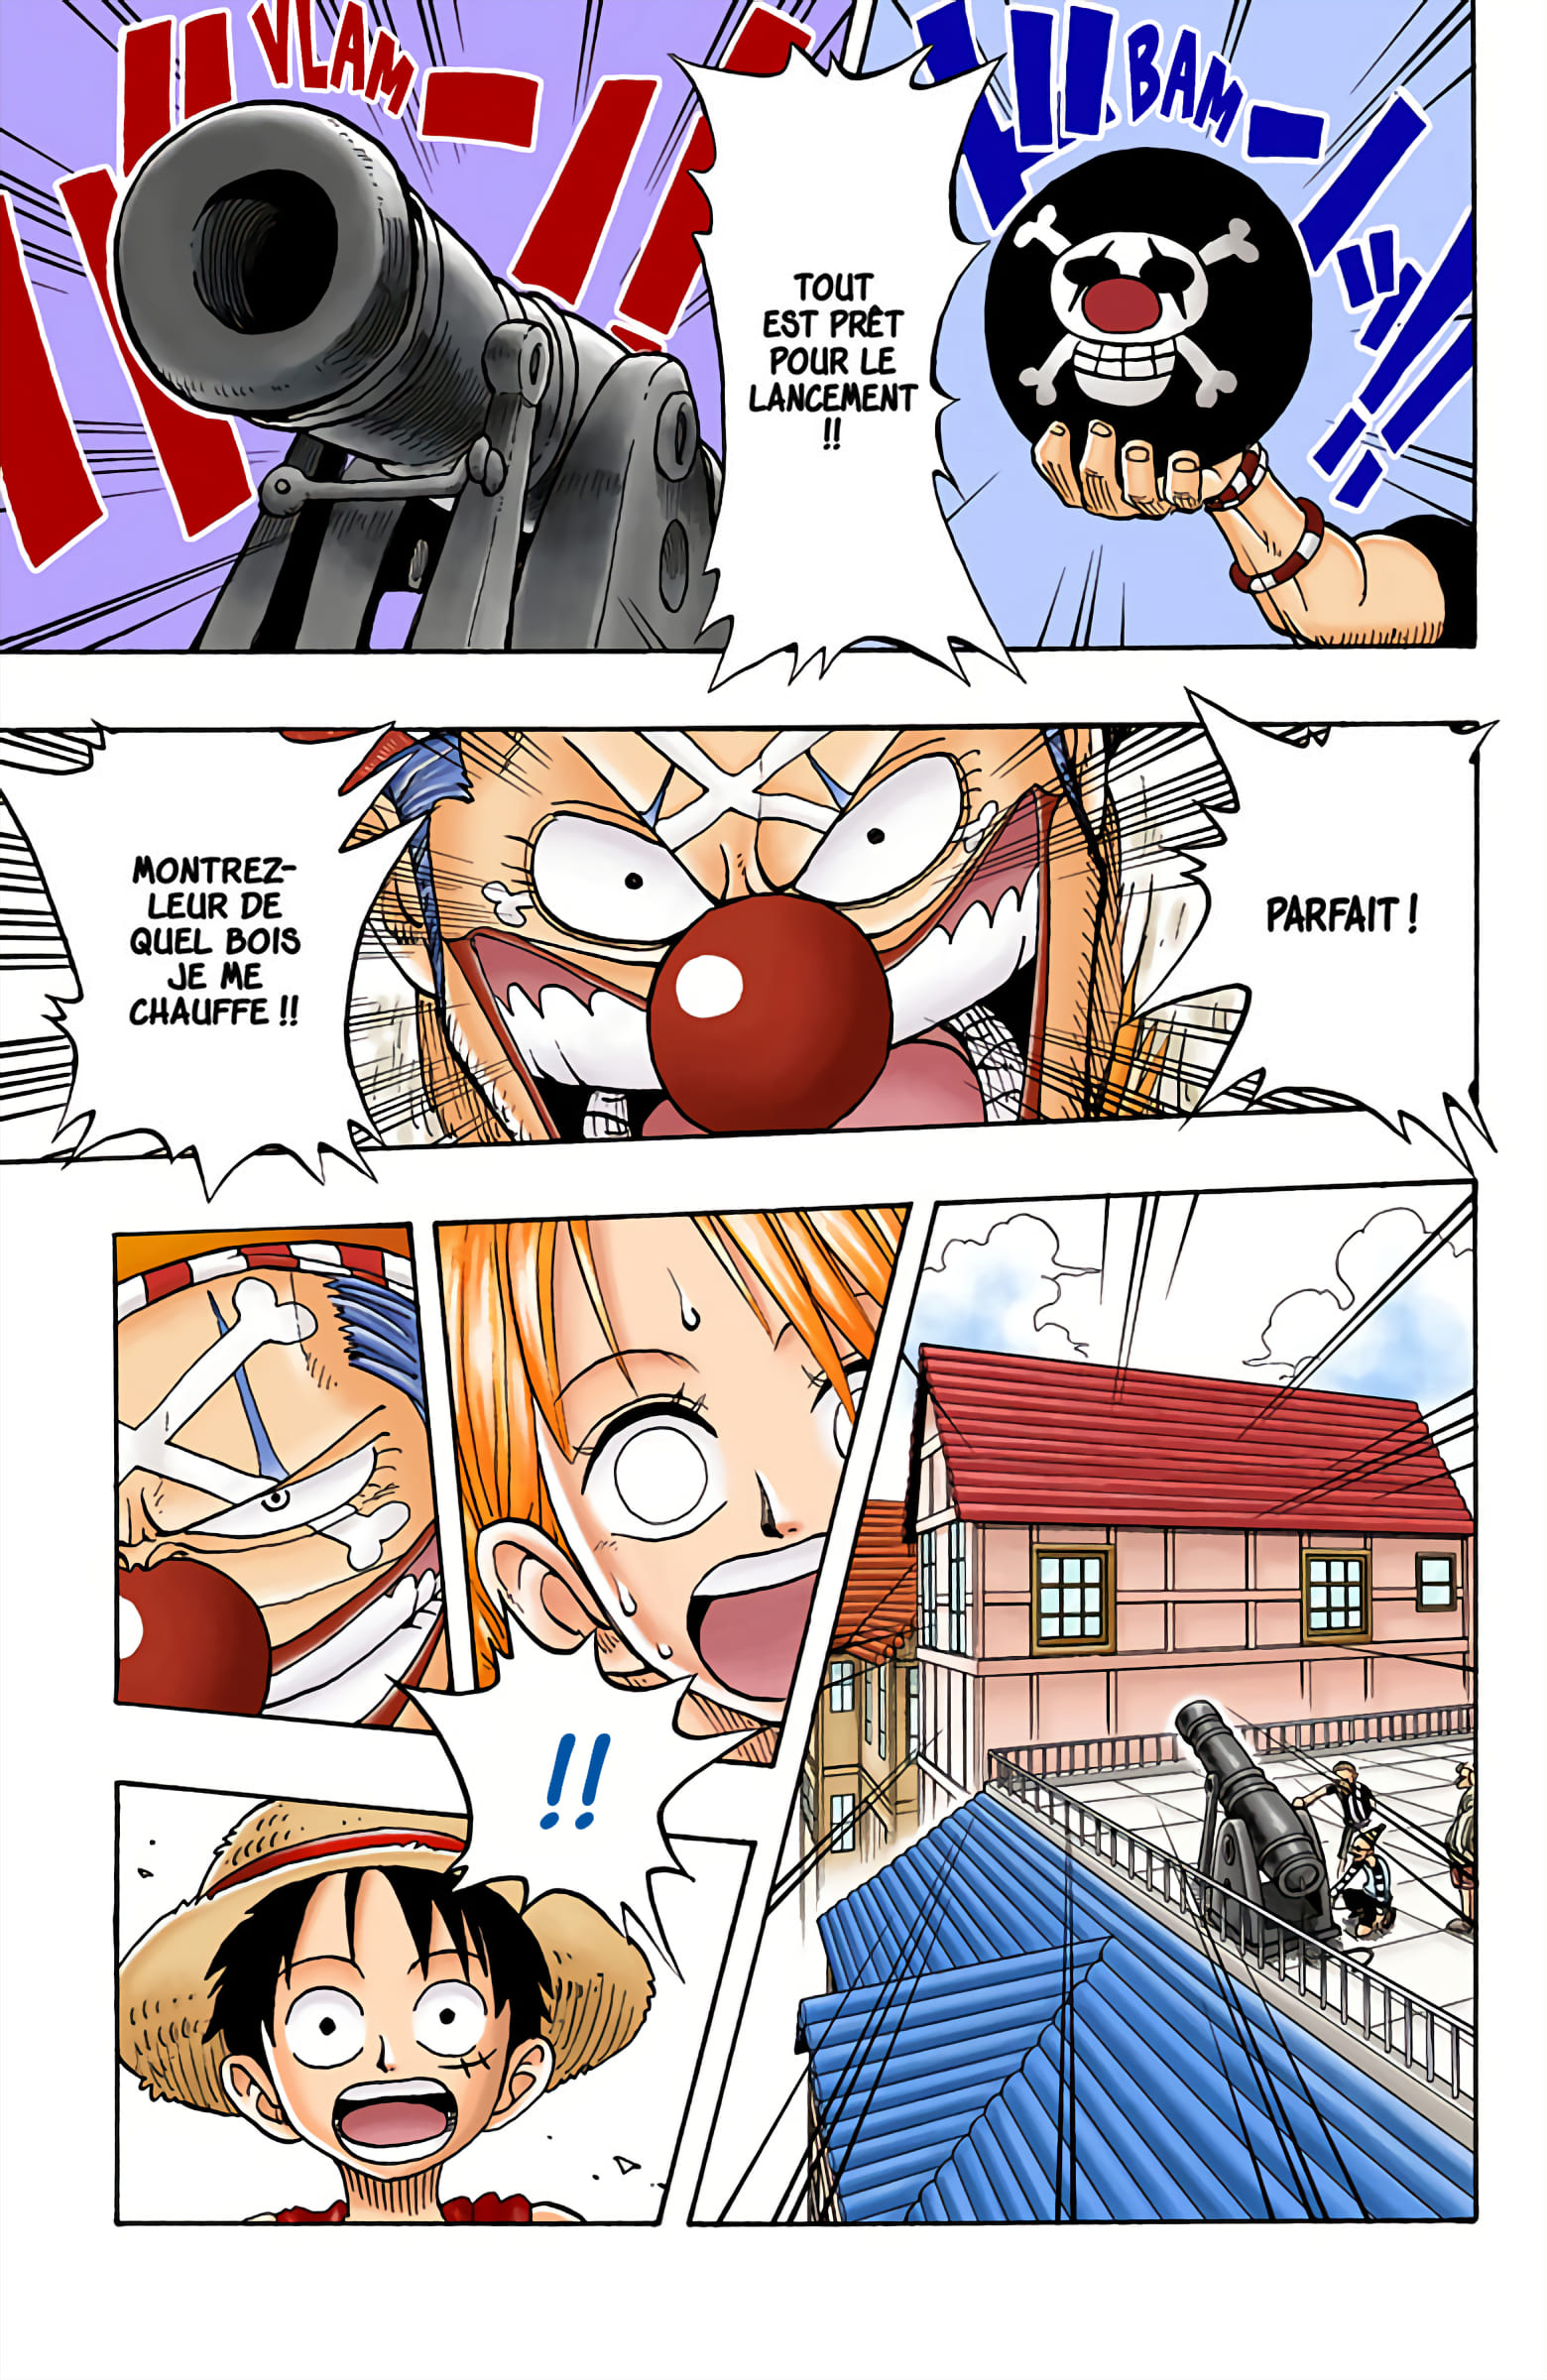 BAM
VLAM
TOUT
EST PRÊT
POUR LE
LANCEMENT
!!
PARFAIT !
MONTREZ-
LEUR DE
QUEL BOIS
JE ME
CHAUFFE !!
!!